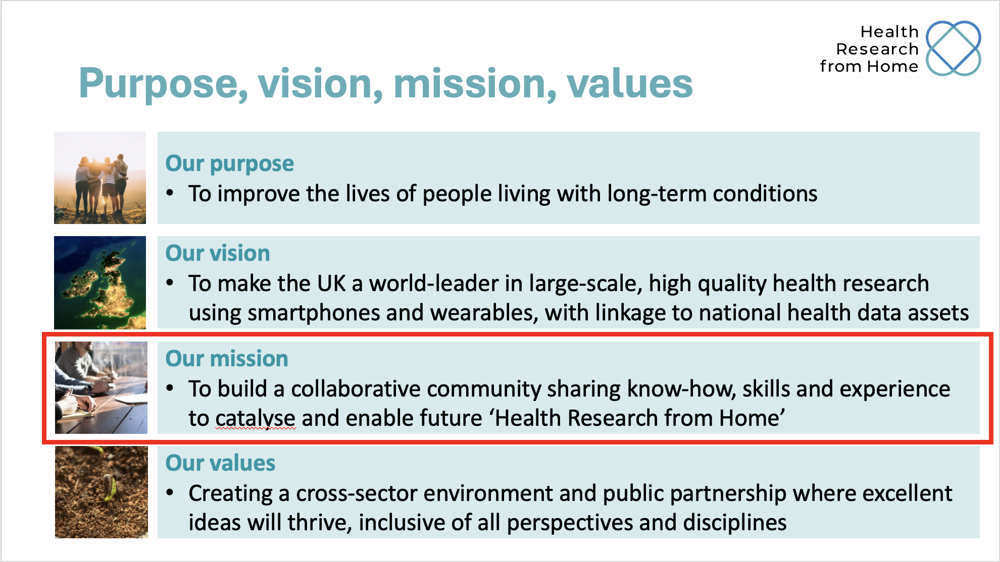 Health
Research
from Home
Purpose, vision, mission, values
Our purpose
• To improve the lives of people living with long-term conditions
Our vision
• To make the UK a world-leader in large-scale, high quality health research
using smartphones and wearables, with linkage to national health data assets
Our mission
• To build a collaborative community sharing know-how, skills and experience
to catalyse and enable future ‘Health Research from Home’
Our values
• Creating a cross-sector environment and public partnership where excellent
ideas will thrive, inclusive of all perspectives and disciplines